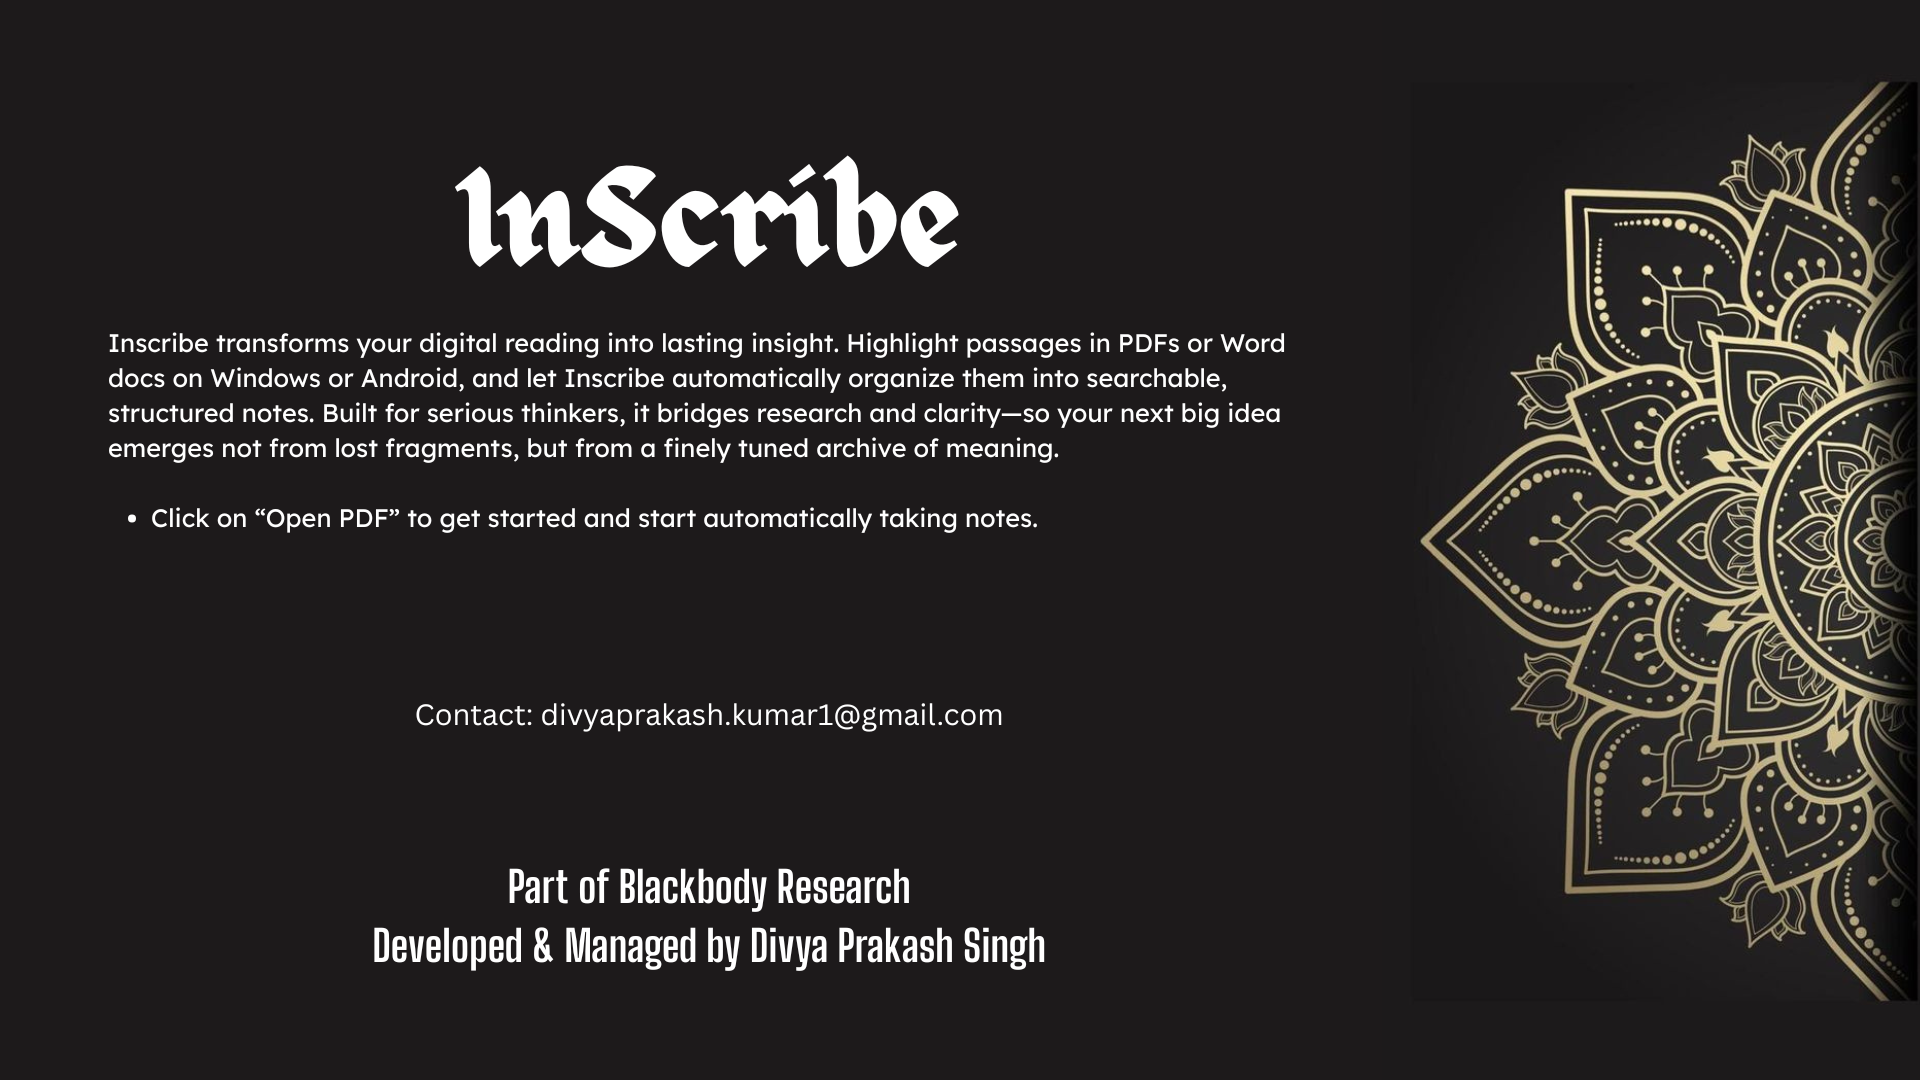 InScribe
Inscribe transforms your digital reading into lasting insight. Highlight passages in PDFs or Word
docs on Windows or Android, and let Inscribe automatically organize them into searchable,
structured notes. Built for serious thinkers, it bridges research and clarity—so your next big idea
emerges not from lost fragments, but from a finely tuned archive of meaning.
• Click on “Open PDF” to get started and start automatically taking notes.
Contact: divyaprakash.kumar1@gmail.com
Part of Blackbody Research
Developed & Managed by Divya Prakash Singh